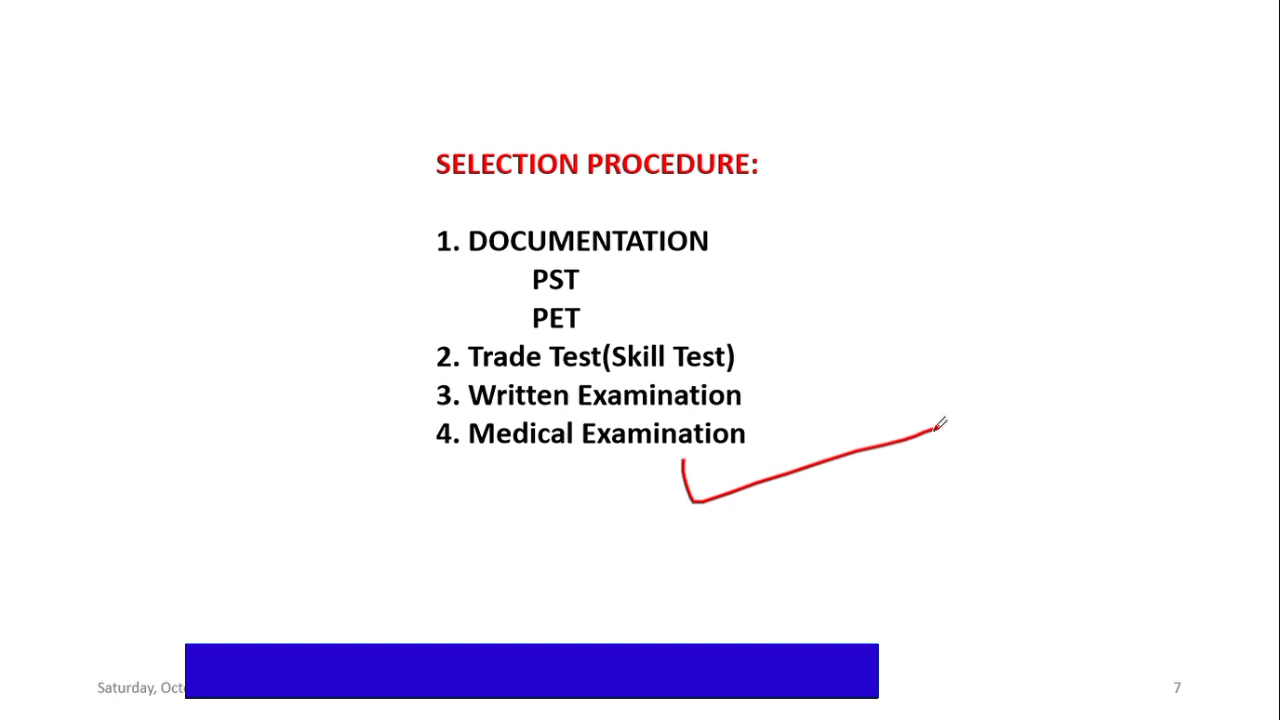 SELECTION PROCEDURE:
1. DOCUMENTATION
PST
PET
2. Trade Test(Skill Test)
3. Written Examination
4. Medical Examination
Saturday,
7